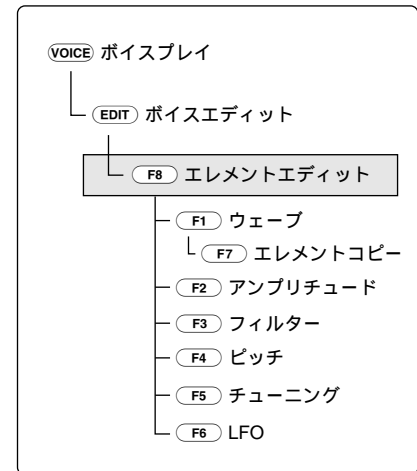 VOICE ボイスプレイ
EDIT ボイスエディット
F8 エレメントエディット
F1 ウェーブ
F7 エレメントコピー
F2 アンプリチュード
F3 フィルター
F4 ピッチ
F5 チューニング
F6 LFO